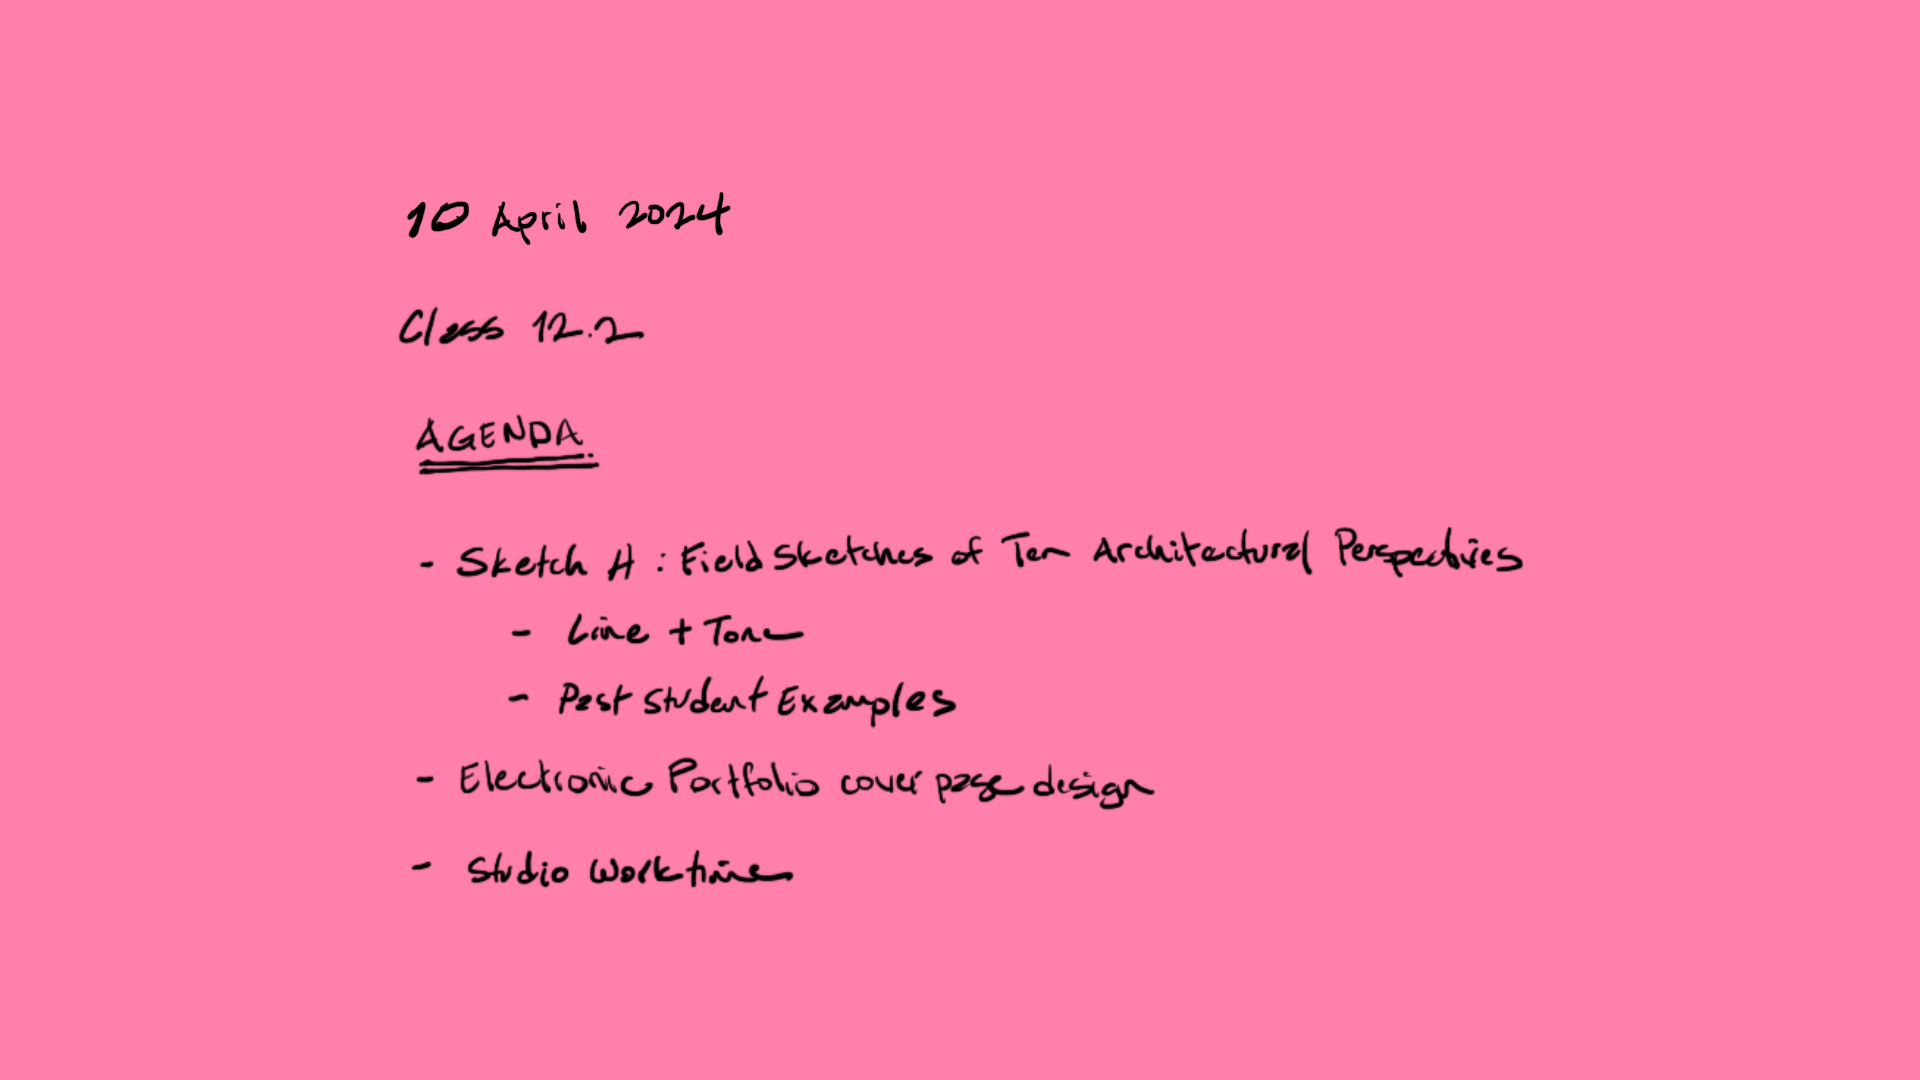 10 April 2024
Class 12.2
AGENDA
- Sketch H : Field Sketches of Ten Architectural Perspectives
- Line + Tone
- Past Student Examples
- Electronic Portfolio cover page design
- Studio Worktime